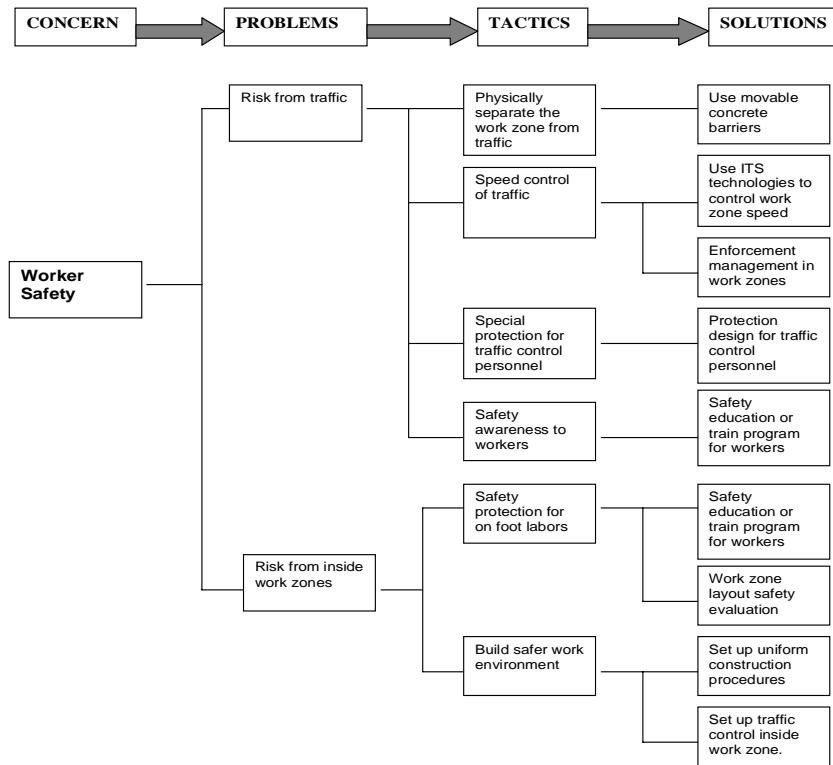 CONCERN
PROBLEMS
TACTICS
SOLUTIONS
Risk from traffic
Physically
separate the
work zone from
traffic
Use movable
concrete
barriers
Speed control
of traffic
Use ITS
technologies to
control work
zone speed
Enforcement
management in
work zones
Worker
Safety
Special
protection for
traffic control
personnel
Protection
design for traffic
control
personnel
Safety
awareness to
workers
Safety
education or
train program
for workers
Risk from inside
work zones
Safety
protection for
on foot labors
Safety
education or
train program
for workers
Work zone
layout safety
evaluation
Build safer work
environment
Set up uniform
construction
procedures
Set up traffic
control inside
work zone.